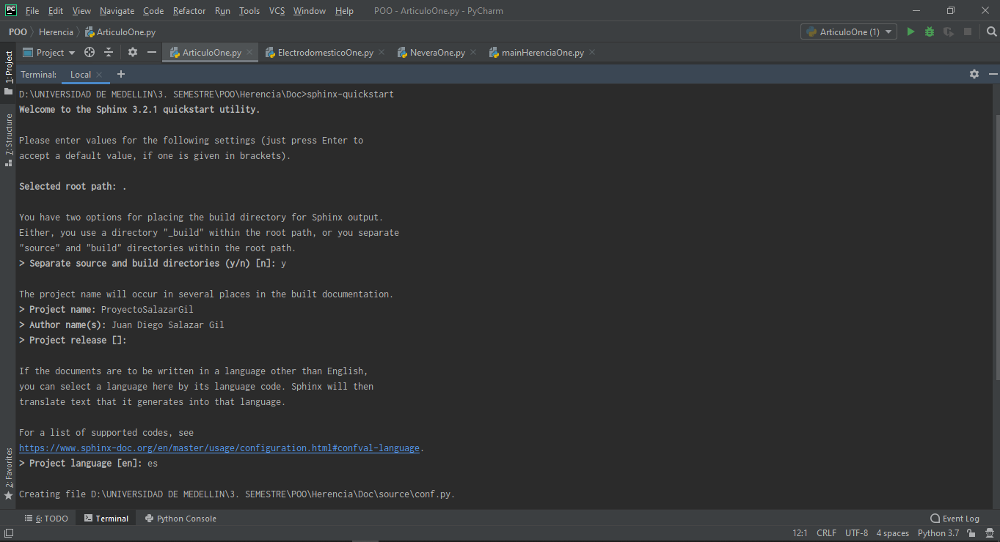 PC File Edit View Navigate Code Refactor Run Tools VCS Window Help POO - ArticuloOne.py - PyCharm
POO Herencia ArticuloOne.py ArticuloOne (1)
1: Project Project ArticuloOne.py ElectrodomesticoOne.py NeveraOne.py mainHerenciaOne.py
Terminal: Local
D:\UNIVERSIDAD DE MEDELLIN\3. SEMESTRE\POO\Herencia\Doc>sphinx-quickstart
Welcome to the Sphinx 3.2.1 quickstart utility.
7: Structure
Please enter values for the following settings (just press Enter to
accept a default value, if one is given in brackets).
Selected root path: .
You have two options for placing the build directory for Sphinx output.
Either, you use a directory "_build" within the root path, or you separate
"source" and "build" directories within the root path.
> Separate source and build directories (y/n) [n]: y
The project name will occur in several places in the built documentation.
> Project name: ProyectoSalazarGil
> Author name(s): Juan Diego Salazar Gil
> Project release []:
If the documents are to be written in a language other than English,
you can select a language here by its language code. Sphinx will then
translate text that it generates into that language.
For a list of supported codes, see
https://www.sphinx-doc.org/en/master/usage/configuration.html#confval-language.
> Project language [en]: es
2: Favorites
Creating file D:\UNIVERSIDAD DE MEDELLIN\3. SEMESTRE\POO\Herencia\Doc\source\conf.py.
6: TODO Terminal Python Console Event Log
12:1 CRLF UTF-8 4 spaces Python 3.7